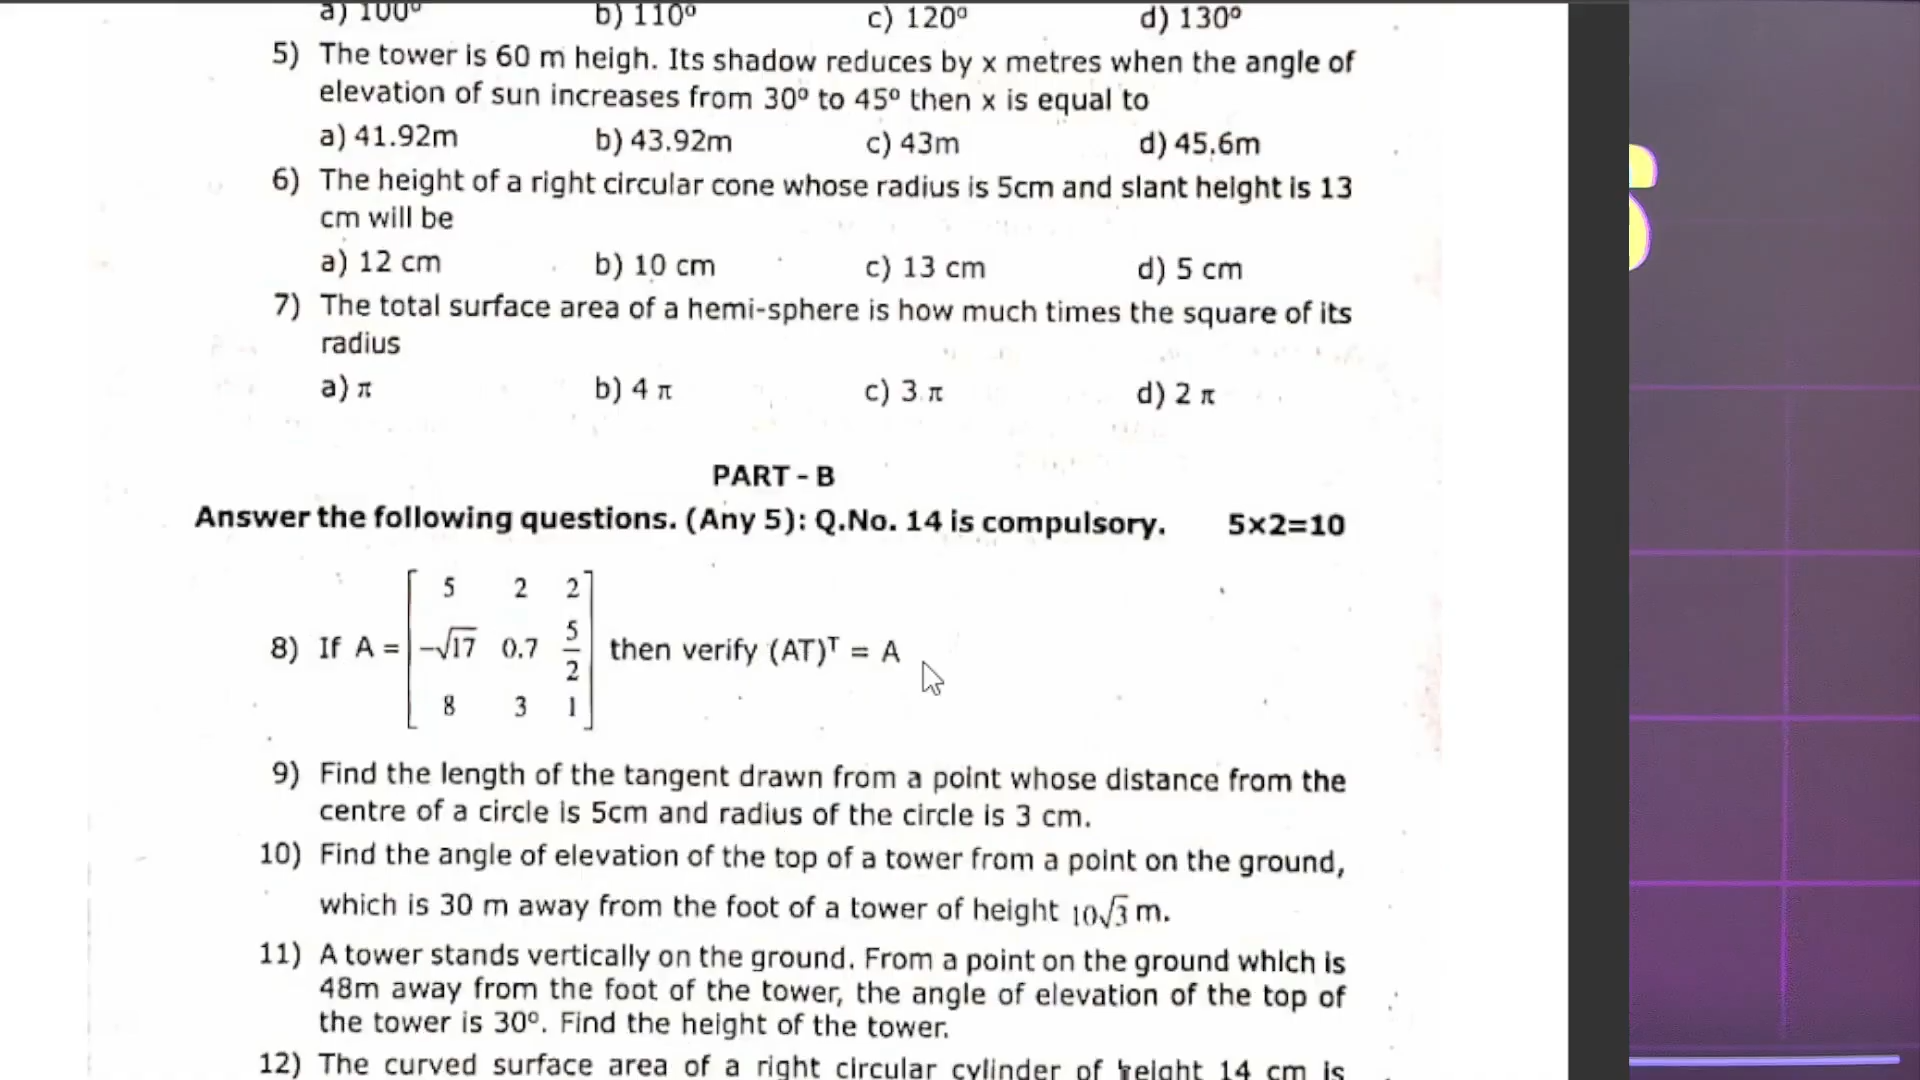 a) 100⁰ b) 110⁰ c) 120⁰ d) 130⁰
5) The tower is 60 m heigh. Its shadow reduces by x metres when the angle of
elevation of sun increases from 30⁰ to 45⁰ then x is equal to
a) 41.92m b) 43.92m c) 43m d) 45.6m
6) The height of a right circular cone whose radius is 5cm and slant height is 13
cm will be
a) 12 cm b) 10 cm c) 13 cm d) 5 cm
7) The total surface area of a hemi-sphere is how much times the square of its
radius
a) π b) 4 π c) 3 π d) 2 π
PART - B
Answer the following questions. (Any 5): Q.No. 14 is compulsory. 5×2=10
5 2 2
8) If A = −√17 0.7 5/2 then verify (AT)ᵀ = A
8 3 1
9) Find the length of the tangent drawn from a point whose distance from the
centre of a circle is 5cm and radius of the circle is 3 cm.
10) Find the angle of elevation of the top of a tower from a point on the ground,
which is 30 m away from the foot of a tower of height 10√3 m.
11) A tower stands vertically on the ground. From a point on the ground which is
48m away from the foot of the tower, the angle of elevation of the top of
the tower is 30⁰. Find the height of the tower.
12) The curved surface area of a right circular cylinder of height 14 cm is